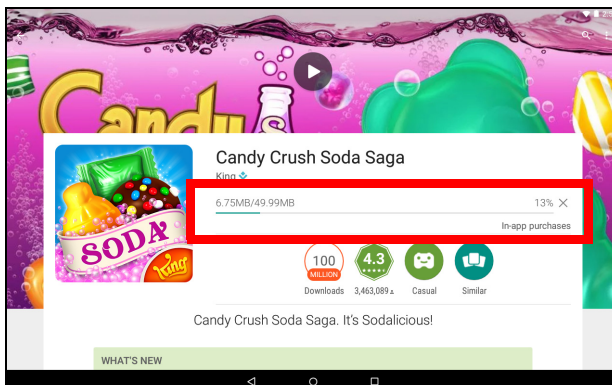 Candy
Candy Crush Soda Saga
King
6.75MB/49.99MB 13%
In-app purchases
SODA
King
100
MILLION
4.3
Downloads 3,463,089 Casual Similar
Candy Crush Soda Saga. It's Sodalicious!
WHAT'S NEW